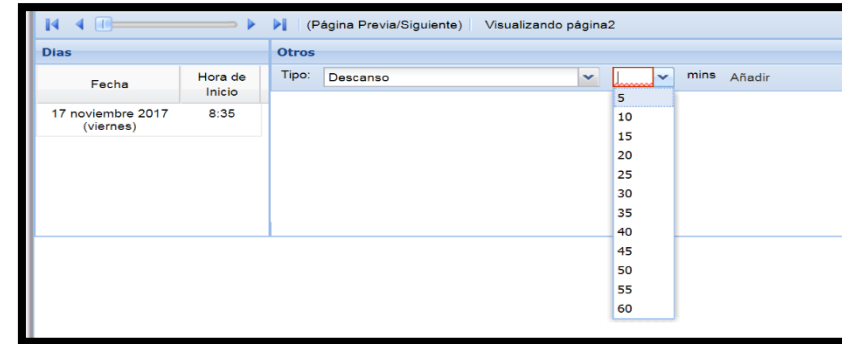 (Página Previa/Siguiente) Visualizando página2
Dias
Otros
Fecha
Hora de
Inicio
Tipo: Descanso mins Añadir
17 noviembre 2017
(viernes)
8:35
5
10
15
20
25
30
35
40
45
50
55
60